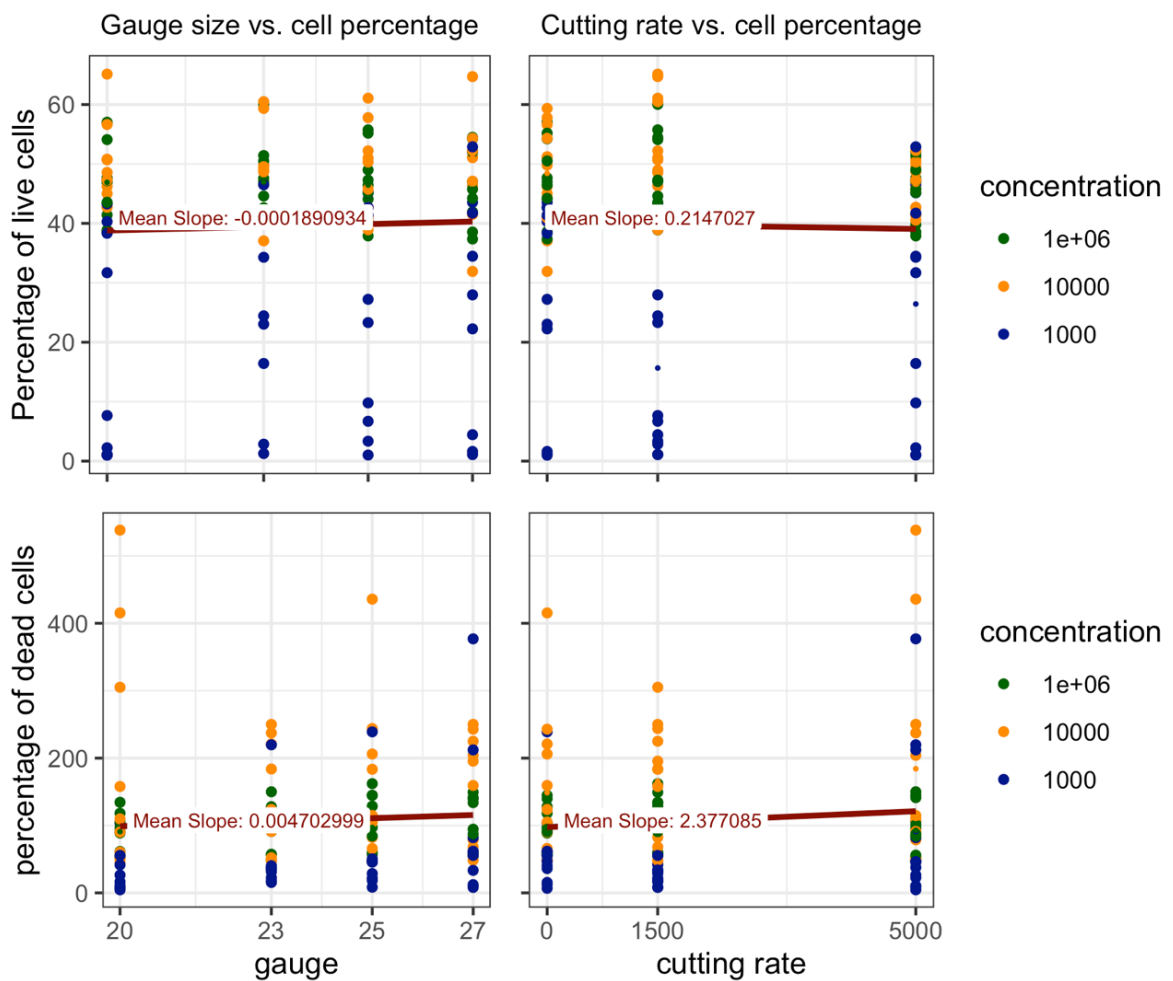 Gauge size vs. cell percentage
Cutting rate vs. cell percentage
Percentage of live cells
60
40
20
0
Mean Slope: -0.0001890934
Mean Slope: 0.2147027
concentration
1e+06
10000
1000
percentage of dead cells
400
200
0
Mean Slope: 0.004702999
Mean Slope: 2.377085
concentration
1e+06
10000
1000
20
23
25
27
0
1500
5000
gauge
cutting rate